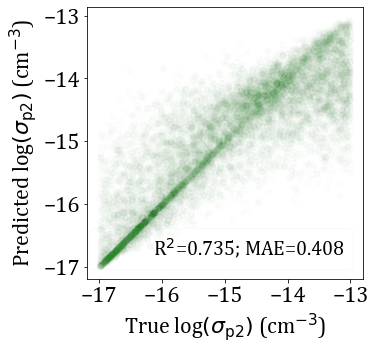 Predicted log(σp2) (cm⁻³)
−13
−14
−15
−16
−17
R²=0.735; MAE=0.408
−17 −16 −15 −14 −13
True log(σp2) (cm⁻³)